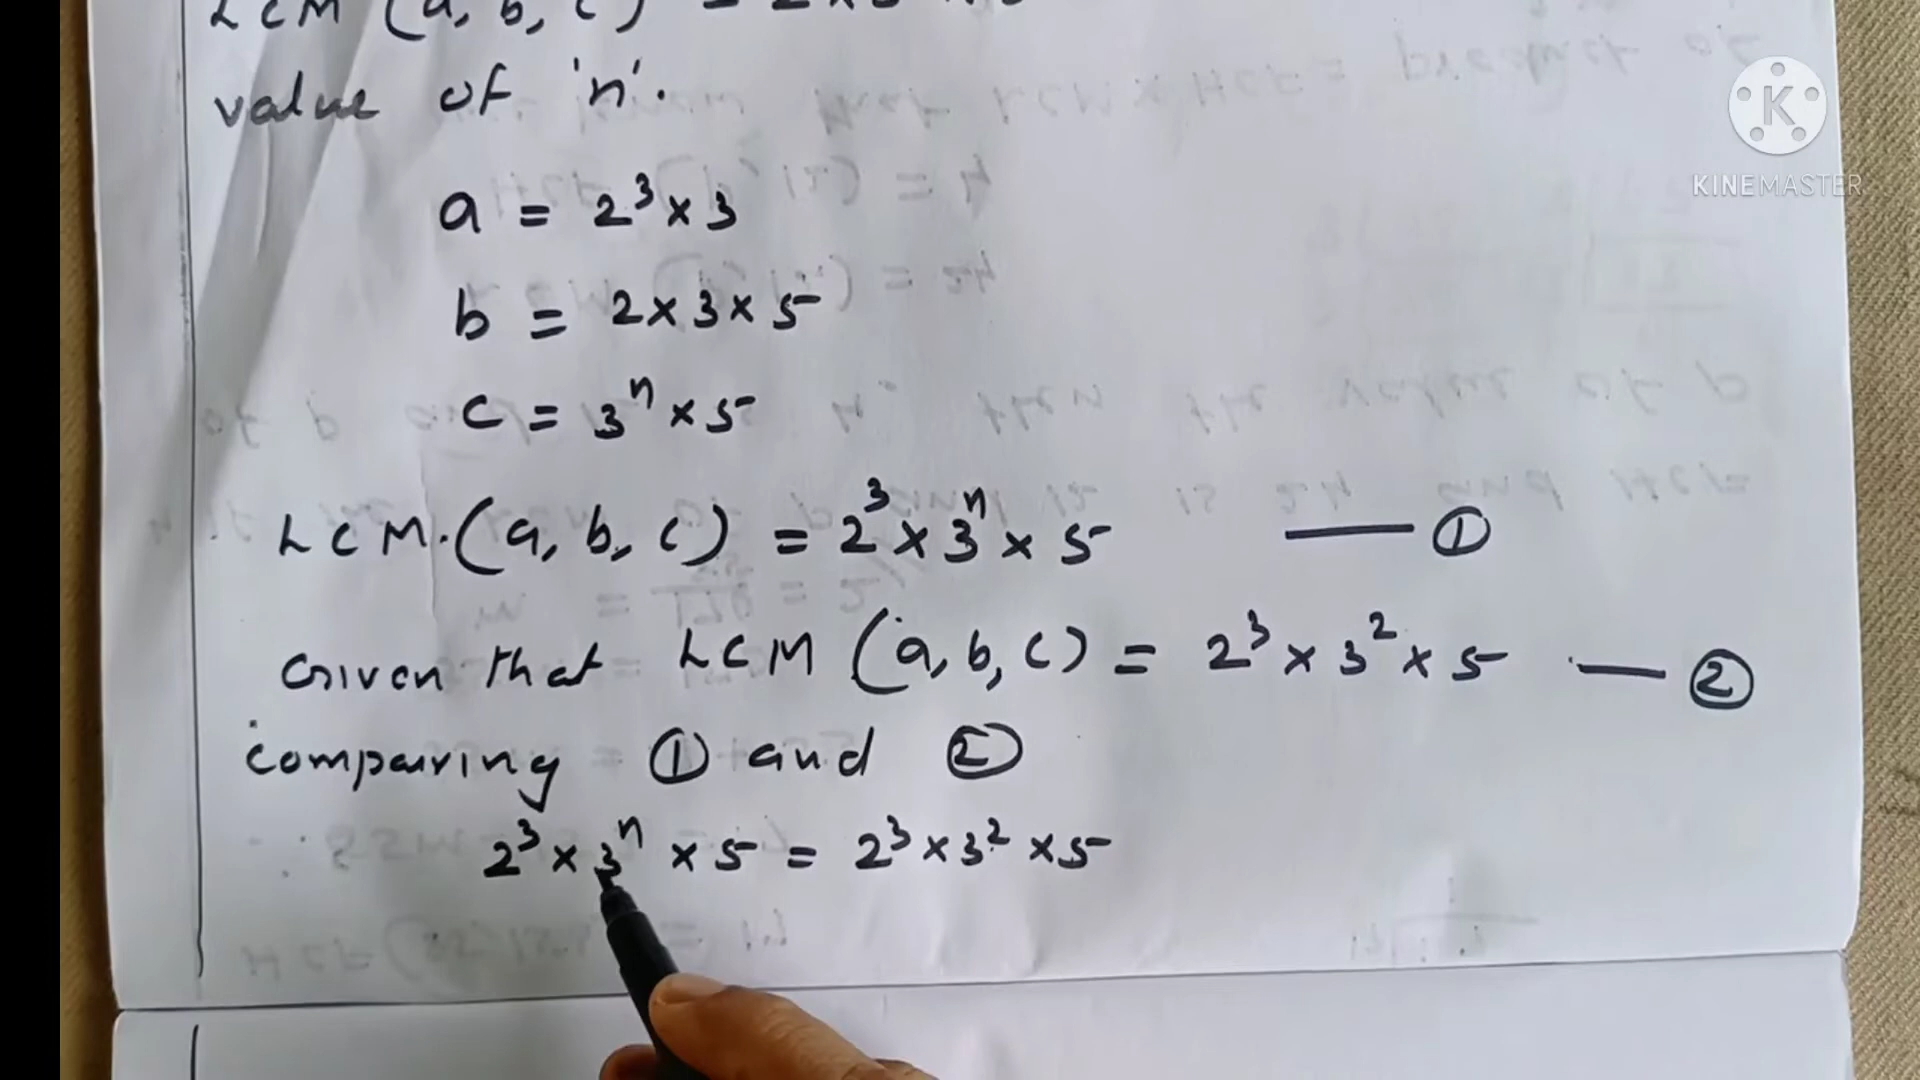 LCM (a, b, c) =
value of 'n'.
a = 2³ × 3
b = 2 × 3 × 5
c = 3ⁿ × 5
LCM.(a, b, c) = 2³ × 3ⁿ × 5 — ①
Given that LCM (a, b, c) = 2³ × 3² × 5 — ②
comparing ① and ②
2³ × 3ⁿ × 5 = 2³ × 3² × 5
K
KINEMASTER